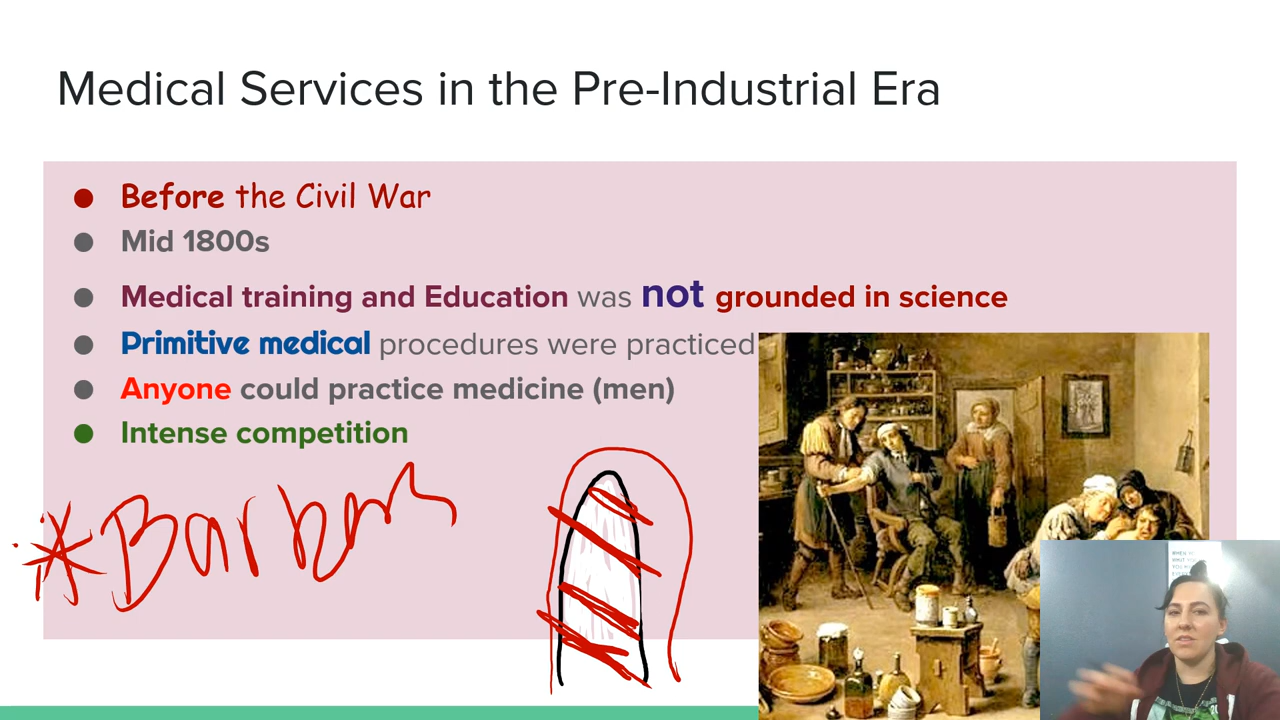 Medical Services in the Pre-Industrial Era
● Before the Civil War
● Mid 1800s
● Medical training and Education was not grounded in science
● Primitive medical procedures were practiced
● Anyone could practice medicine (men)
● Intense competition
*Barbers